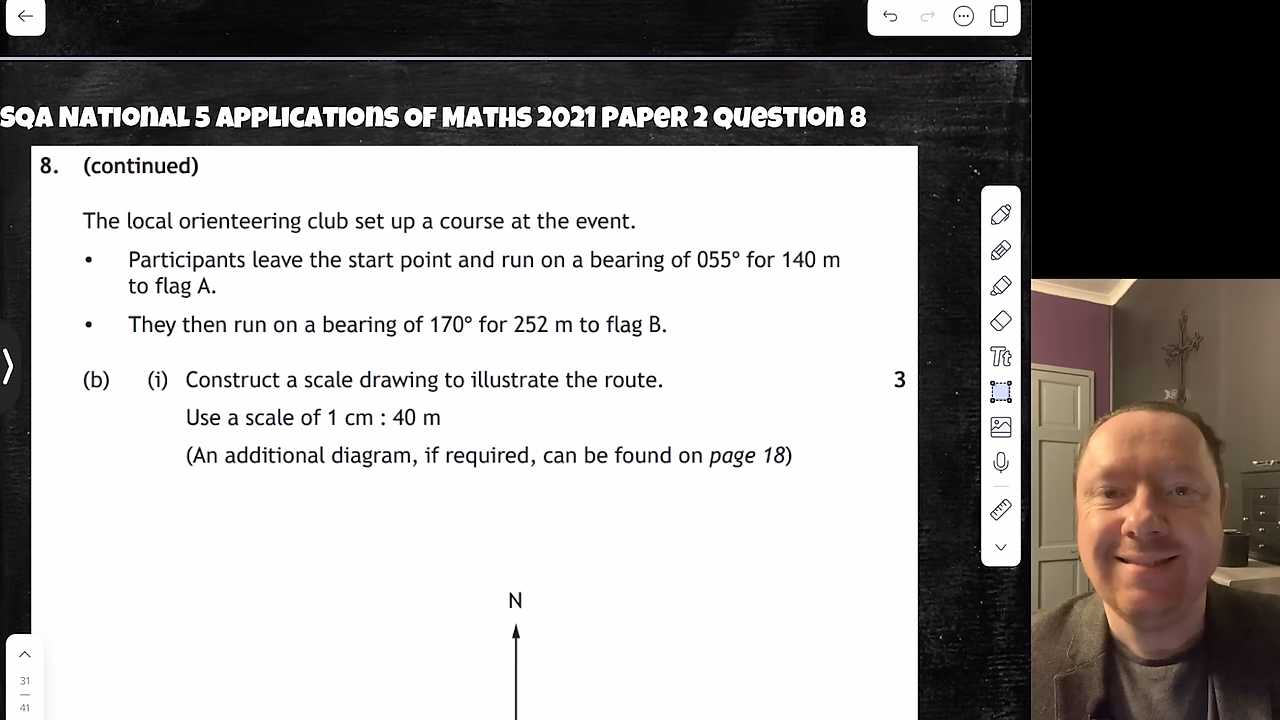 SQA National 5 Applications of Maths 2021 Paper 2 Question 8
8. (continued)
The local orienteering club set up a course at the event.
• Participants leave the start point and run on a bearing of 055° for 140 m
to flag A.
• They then run on a bearing of 170° for 252 m to flag B.
(b) (i) Construct a scale drawing to illustrate the route. 3
Use a scale of 1 cm : 40 m
(An additional diagram, if required, can be found on page 18)
N
Tt
31
41